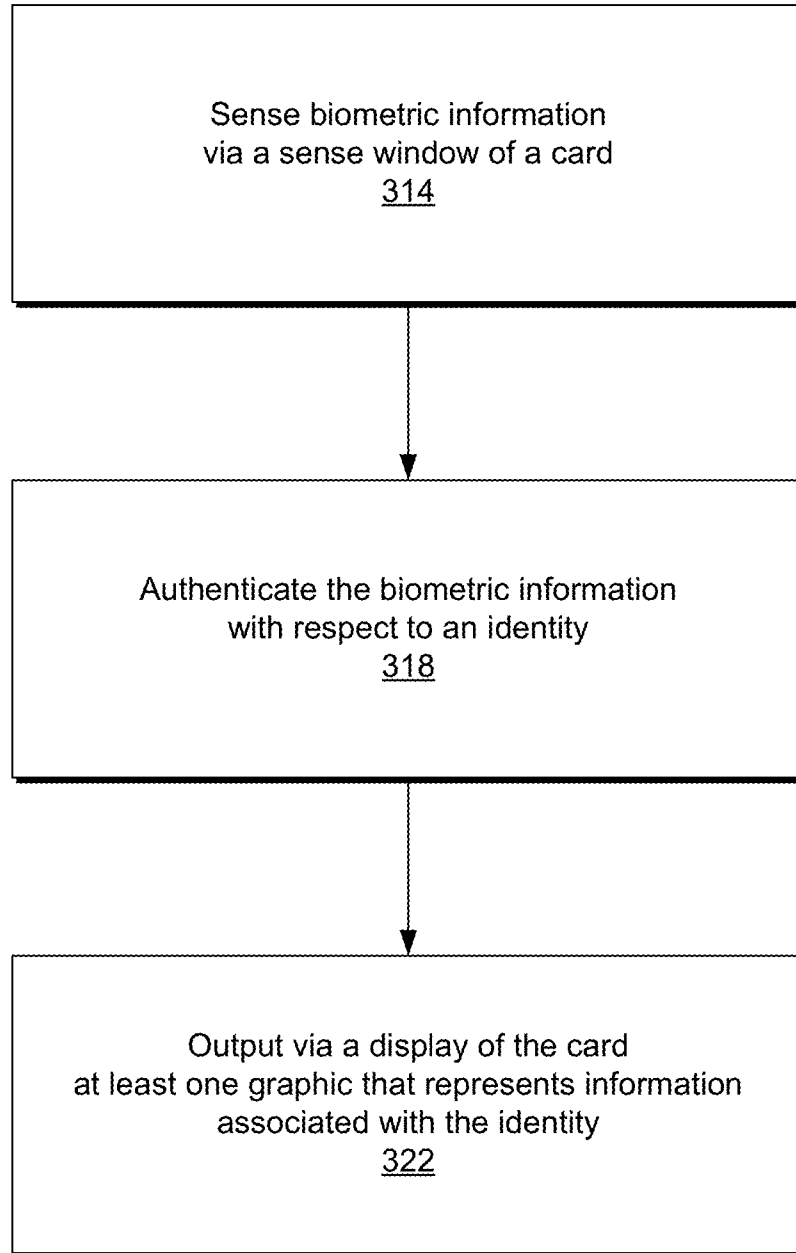 Sense biometric information
via a sense window of a card
314
Authenticate the biometric information
with respect to an identity
318
Output via a display of the card
at least one graphic that represents information
associated with the identity
322